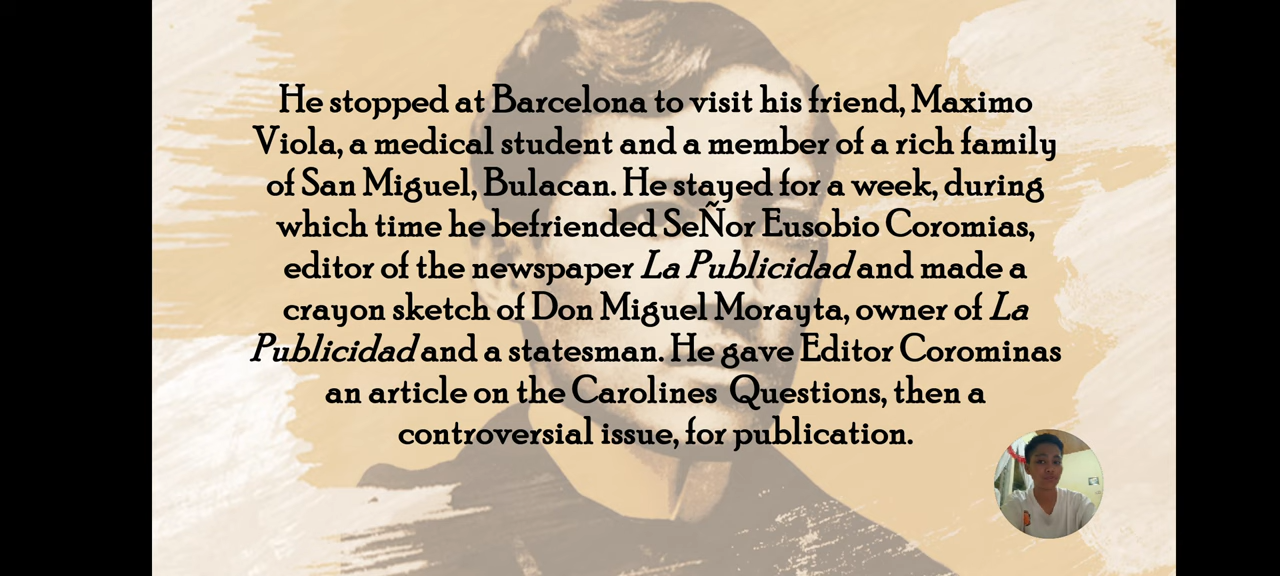 He stopped at Barcelona to visit his friend, Maximo
Viola, a medical student and a member of a rich family
of San Miguel, Bulacan. He stayed for a week, during
which time he befriended SeÑor Eusobio Coromias,
editor of the newspaper La Publicidad and made a
crayon sketch of Don Miguel Morayta, owner of La
Publicidad and a statesman. He gave Editor Corominas
an article on the Carolines Questions, then a
controversial issue, for publication.